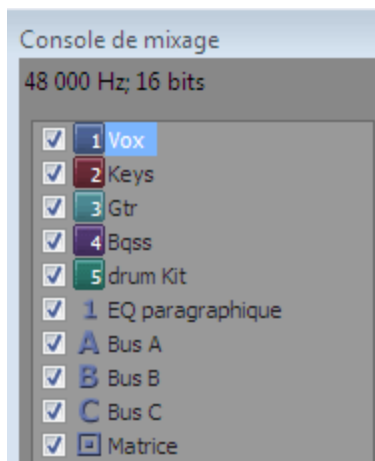 Console de mixage
48 000 Hz; 16 bits
1 Vox
2 Keys
3 Gtr
4 Bqss
5 drum Kit
1 EQ paragraphique
A Bus A
B Bus B
C Bus C
Matrice